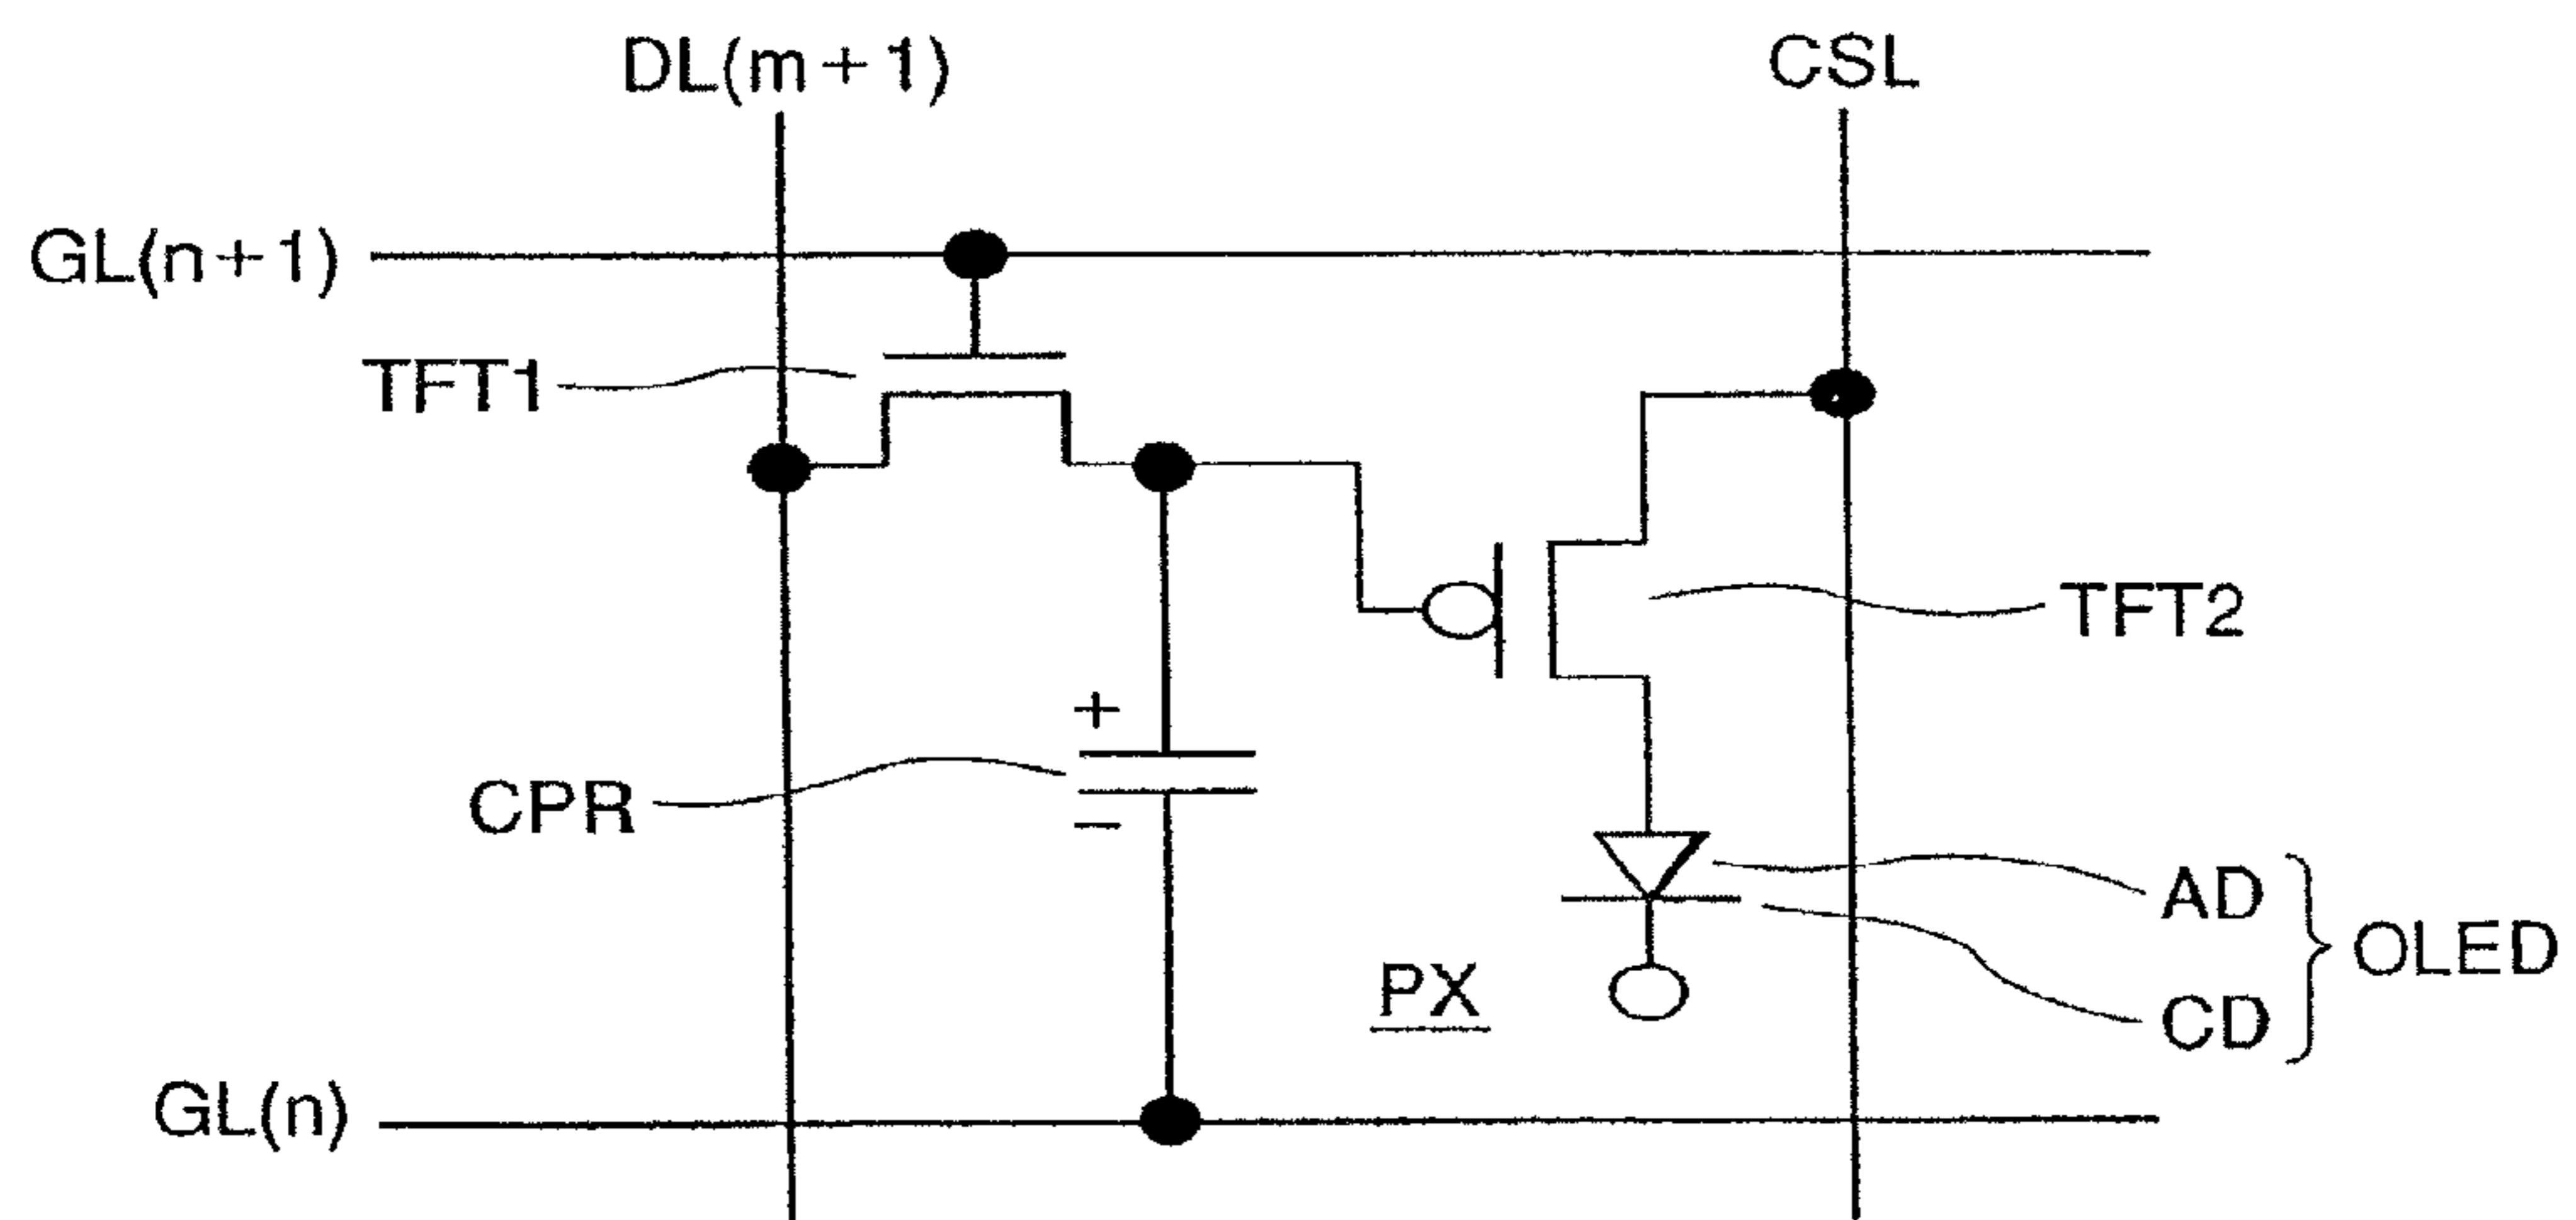 DL(m+1)
CSL
GL(n+1)
TFT1
TFT2
+
CPR
−
AD
OLED
PX
CD
GL(n)